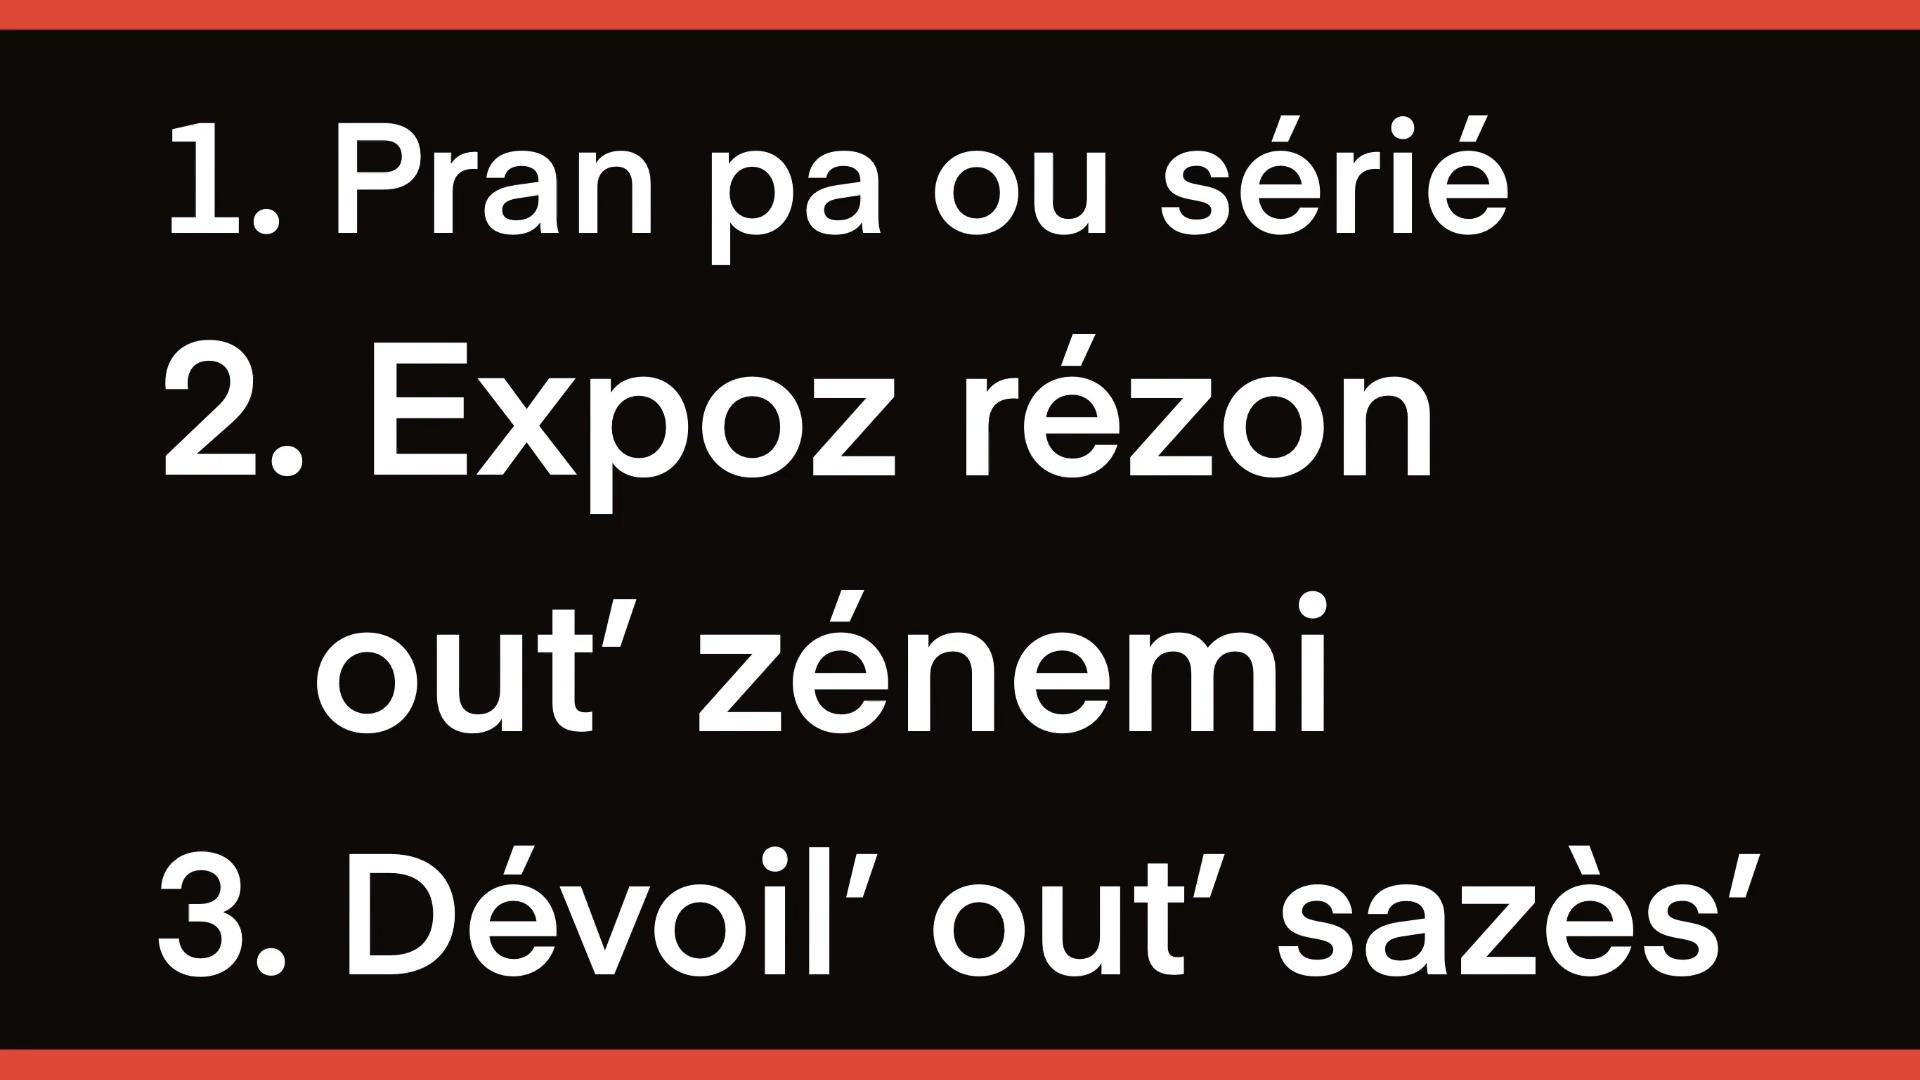 1. Pran pa ou sérié
2. Expoz rézon
out’ zénemi
3. Dévoil’ out’ sazès’